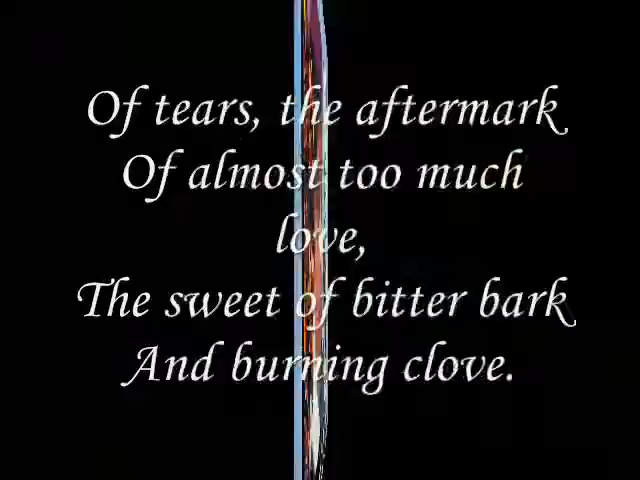 Of tears, the aftermark
Of almost too much
love,
The sweet of bitter bark
And burning clove.